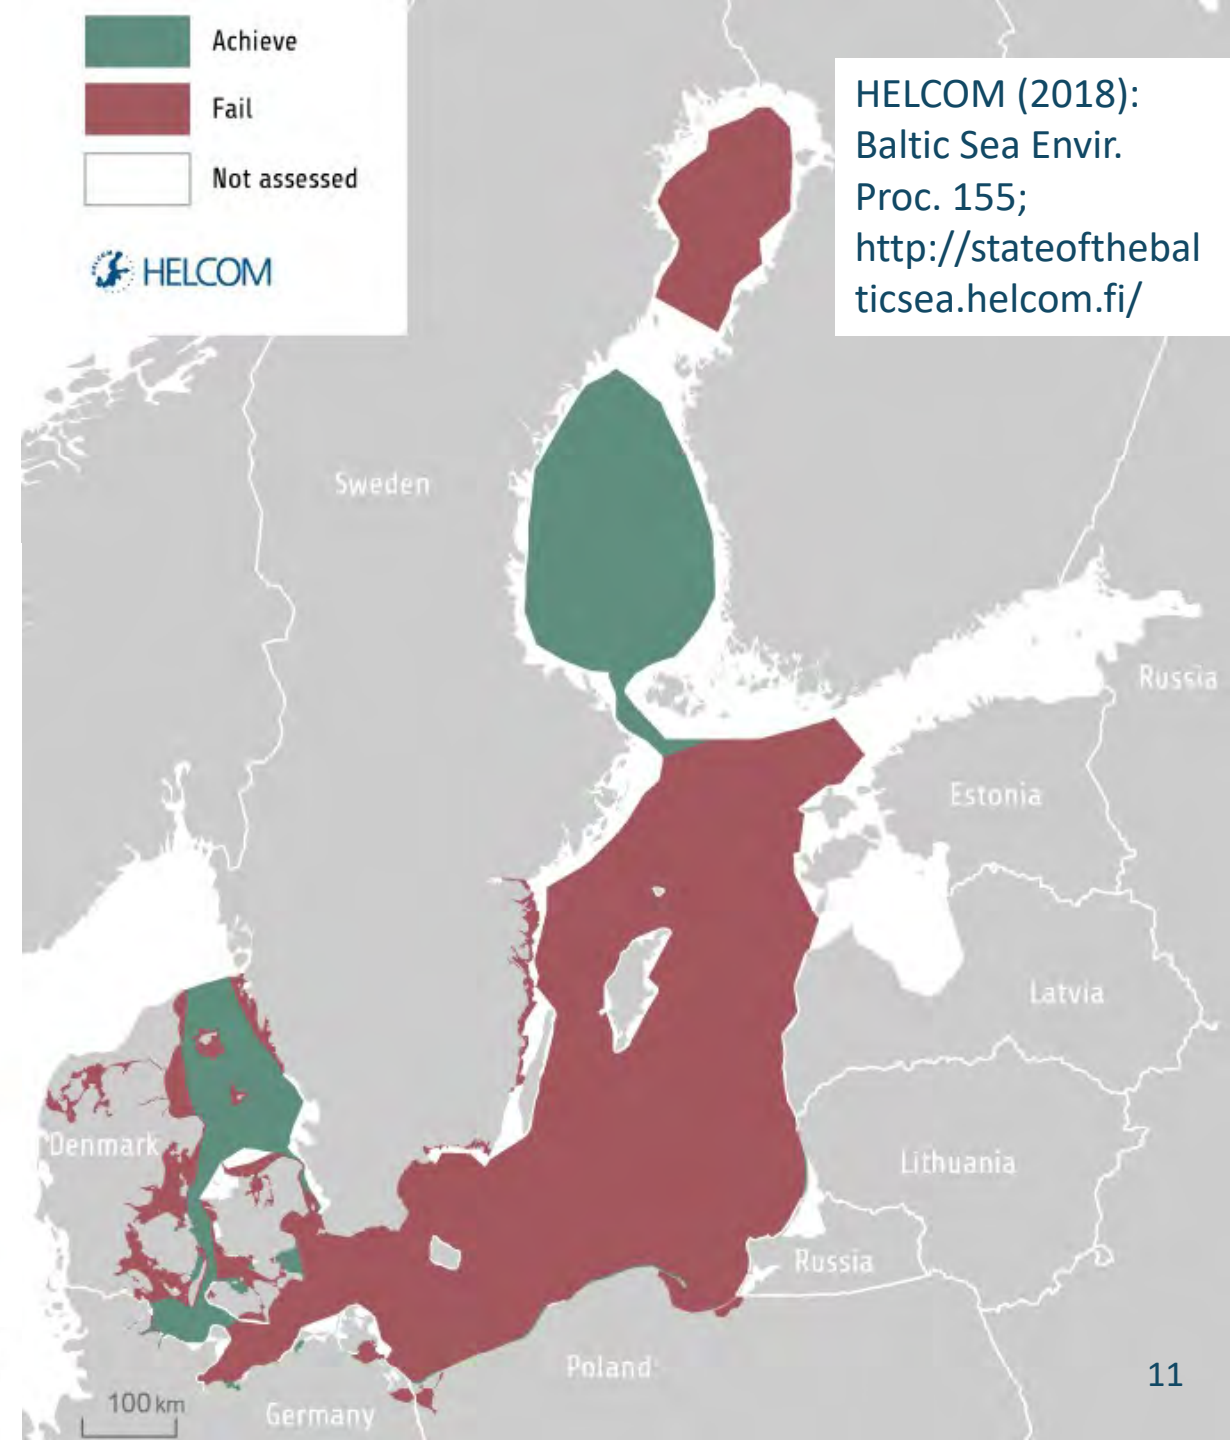 Achieve
Fail
Not assessed
HELCOM
HELCOM (2018):
Baltic Sea Envir.
Proc. 155;
http://stateofthebal
ticsea.helcom.fi/
Sweden
Russia
Estonia
Latvia
Denmark
Lithuania
Russia
Poland
11
100 km
Germany